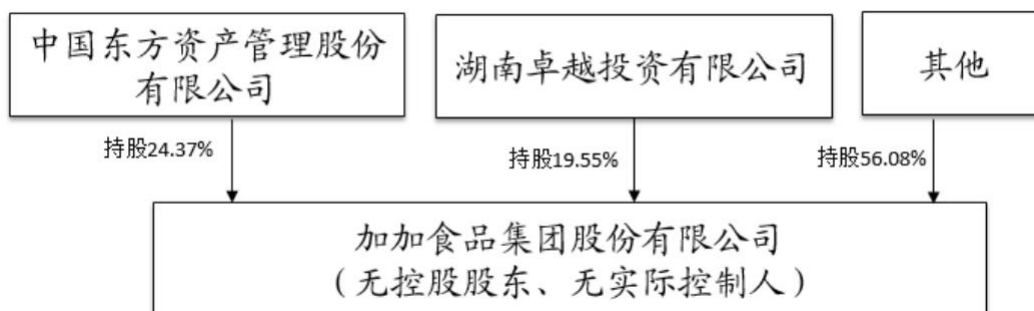 中国东方资产管理股份
有限公司
湖南卓越投资有限公司
其他
持股24.37%
持股19.55%
持股56.08%
加加食品集团股份有限公司
(无控股股东、无实际控制人)